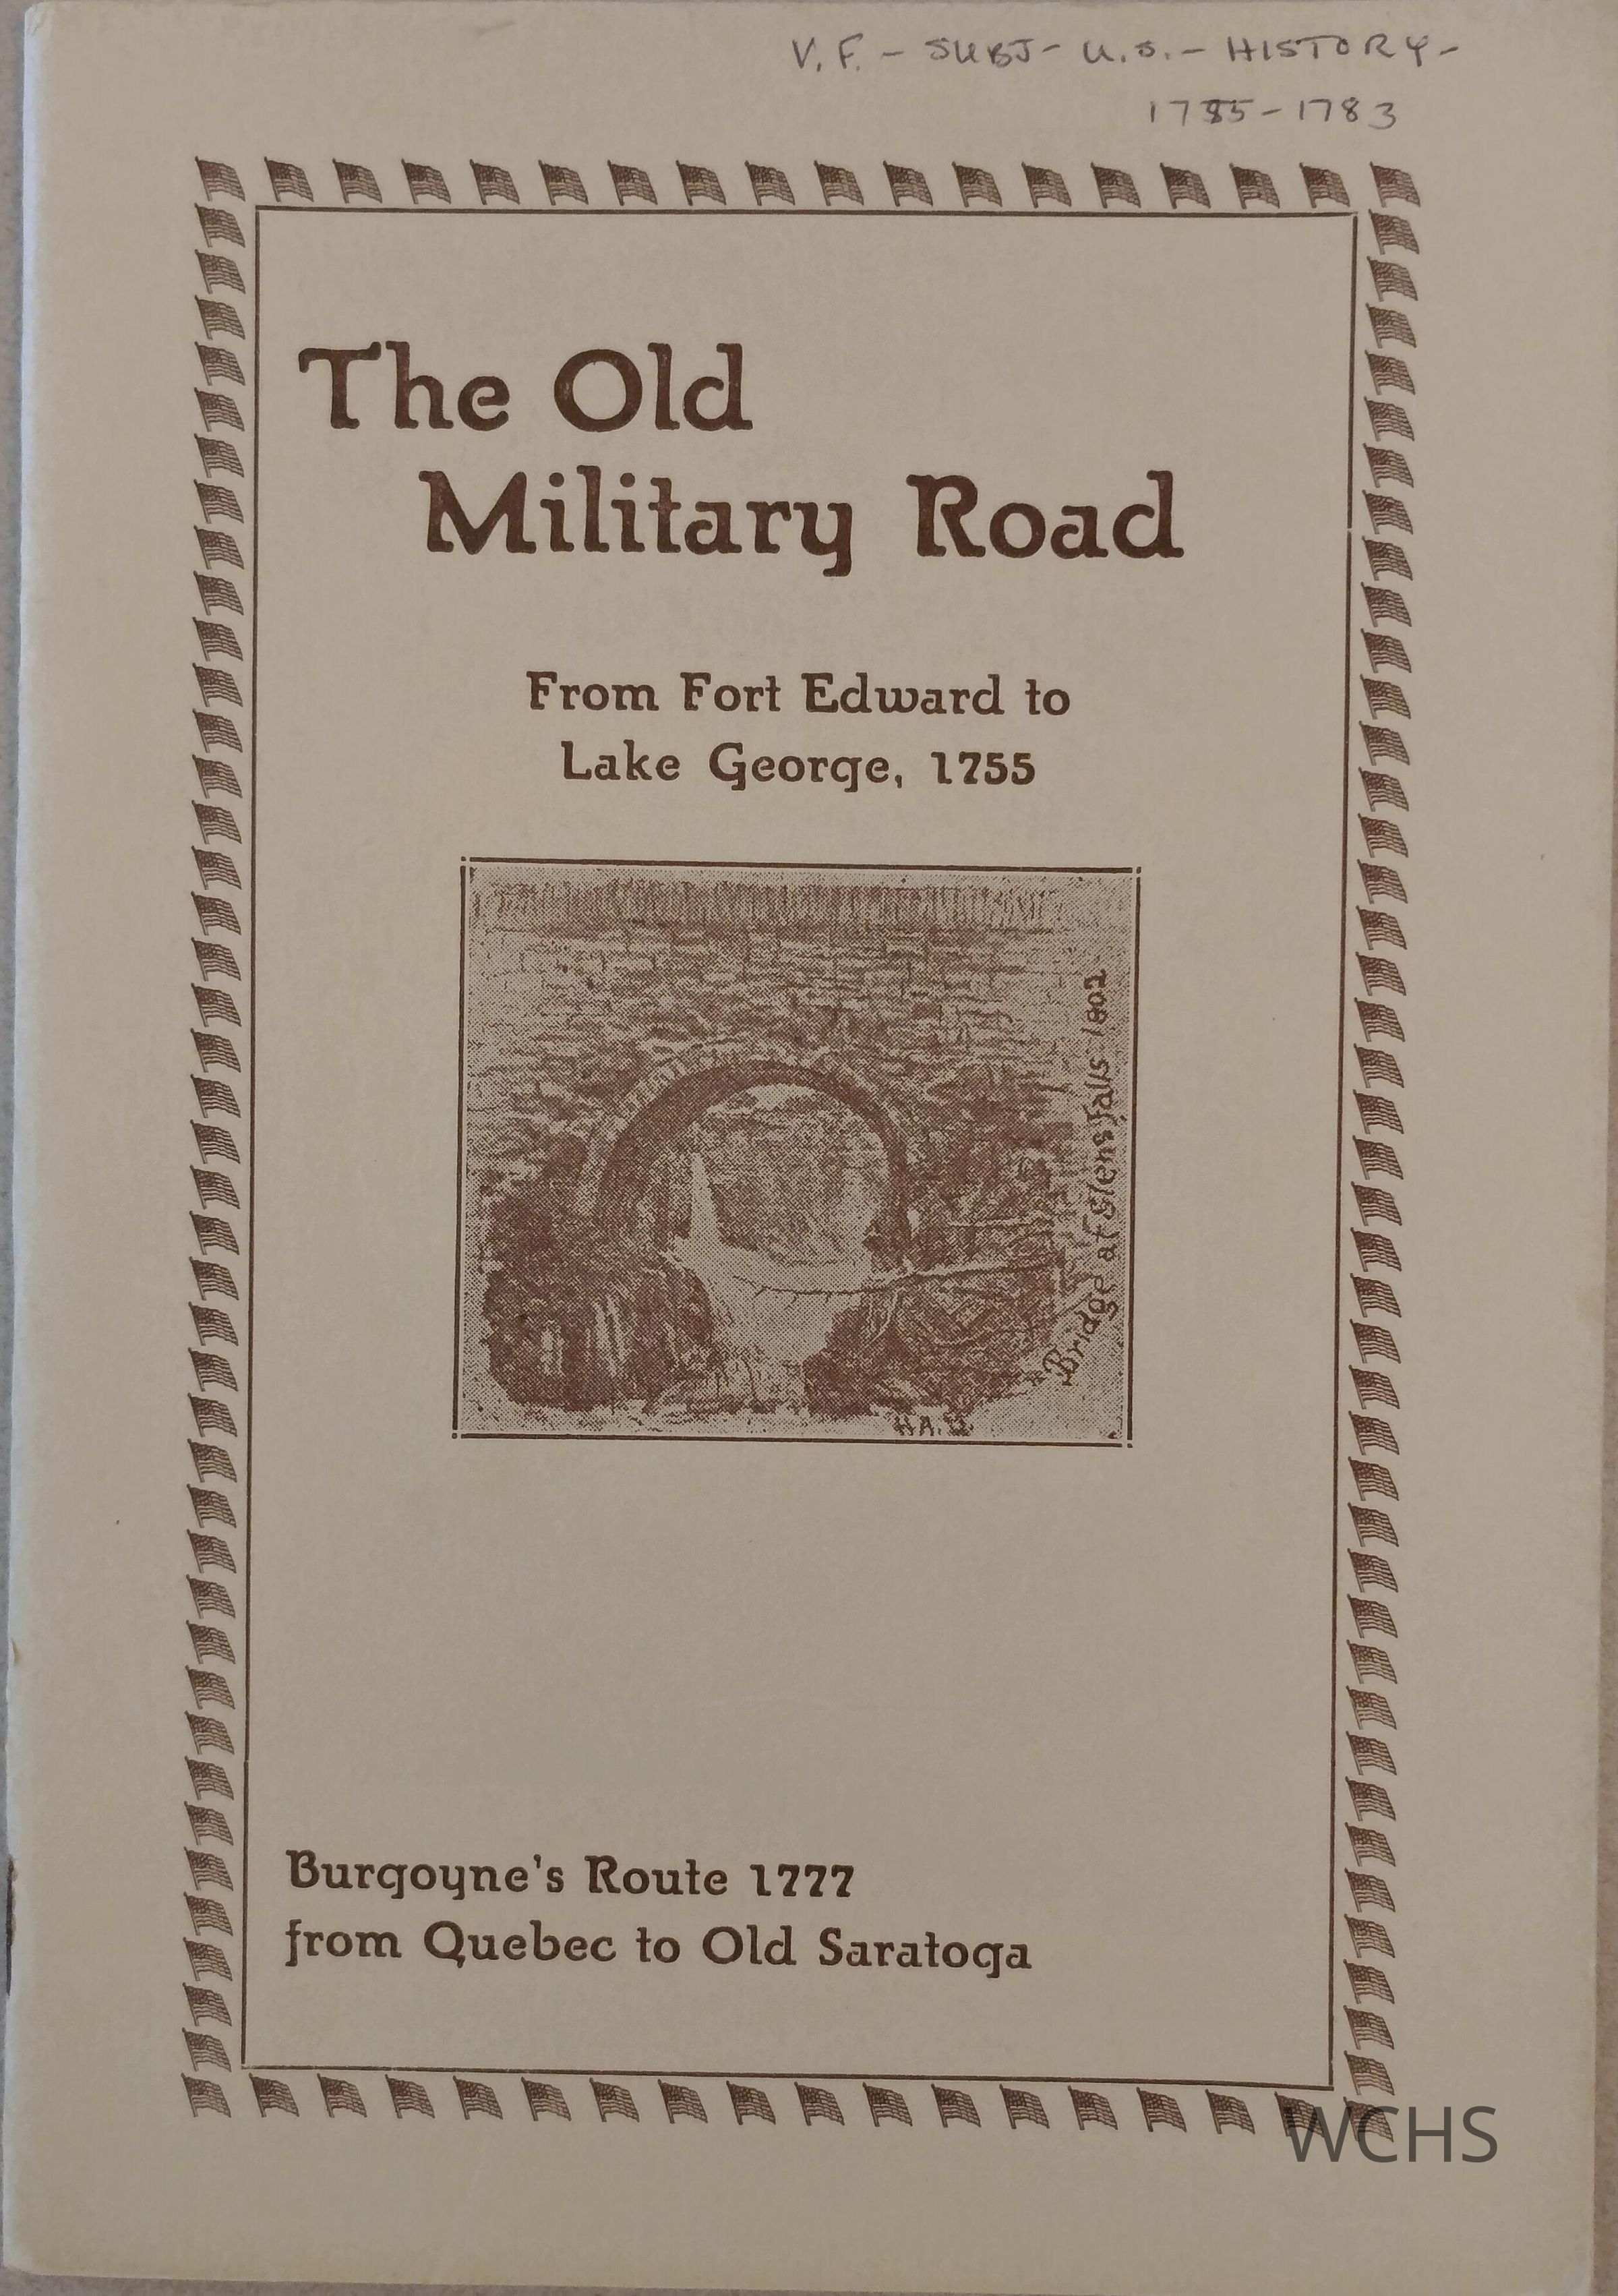 V.F. - SUBJ- U.S. - HISTORY-
1755-1783
The Old
Military Road
From Fort Edward to
Lake George, 1755
Bridge at Glens Falls 1802
H.A.
Burgoyne's Route 1777
from Quebec to Old Saratoga
WCHS